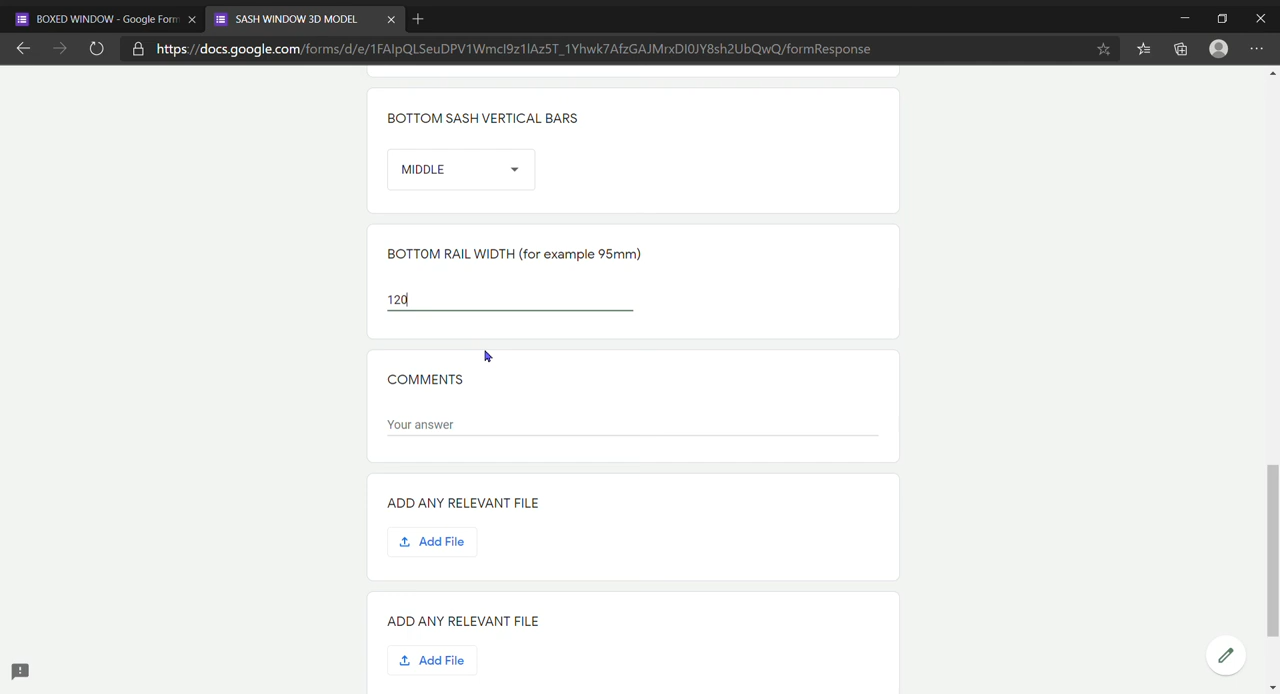 BOXED WINDOW - Google Form
SASH WINDOW 3D MODEL
https://docs.google.com/forms/d/e/1FAIpQLSeuDPV1Wmcl9z1lAz5T_1Yhwk7AfzGAJMrxDI0JY8sh2UbQwQ/formResponse
BOTTOM SASH VERTICAL BARS
MIDDLE
BOTTOM RAIL WIDTH (for example 95mm)
120
COMMENTS
Your answer
ADD ANY RELEVANT FILE
Add File
ADD ANY RELEVANT FILE
Add File